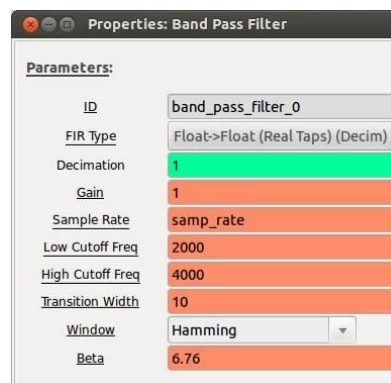 Properties: Band Pass Filter
Parameters:
ID band_pass_filter_0
FIR Type Float->Float (Real Taps) (Decim)
Decimation 1
Gain 1
Sample Rate samp_rate
Low Cutoff Freq 2000
High Cutoff Freq 4000
Transition Width 10
Window Hamming
Beta 6.76